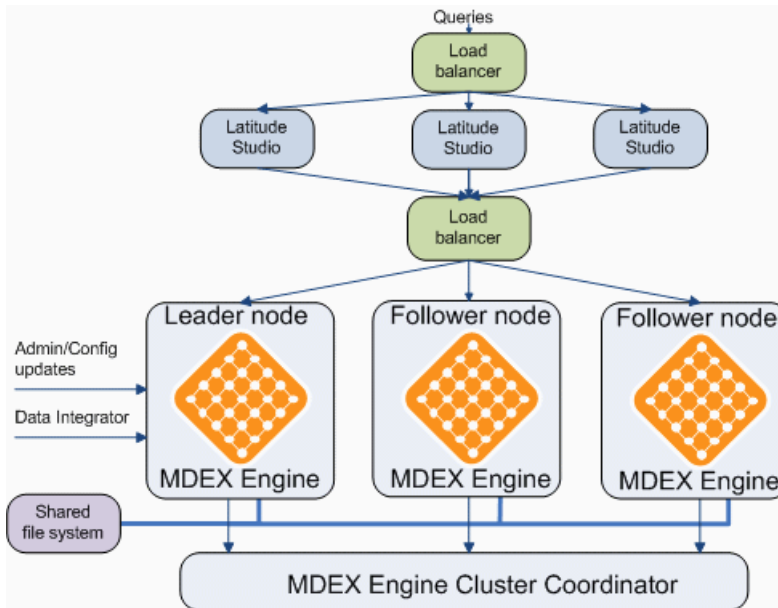 Queries
Load
balancer
Latitude
Studio
Latitude
Studio
Latitude
Studio
Load
balancer
Leader node
Follower node
Follower node
Admin/Config
updates
Data Integrator
MDEX Engine
MDEX Engine
MDEX Engine
Shared
file system
MDEX Engine Cluster Coordinator